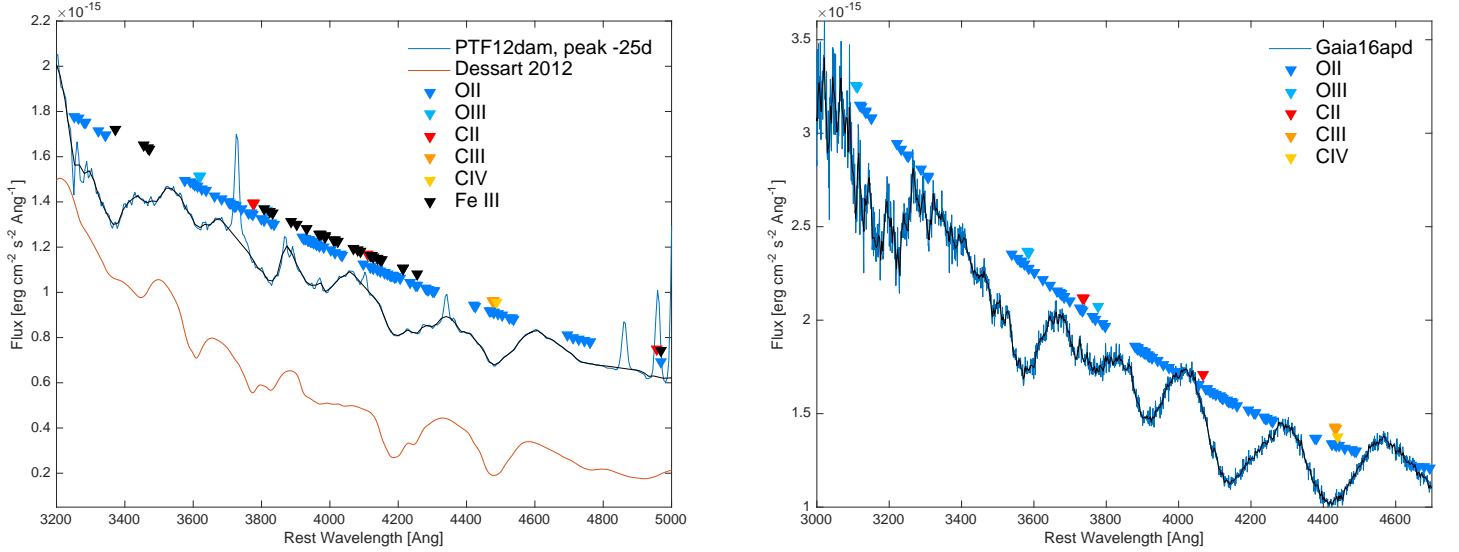 ×10⁻¹⁵
2.2
2
1.8
1.6
1.4
1.2
1
0.8
0.6
0.4
0.2
Flux [erg cm⁻² s⁻² Ang⁻¹]
PTF12dam, peak -25d
Dessart 2012
OII
OIII
CII
CIII
CIV
Fe III
3200 3400 3600 3800 4000 4200 4400 4600 4800 5000
Rest Wavelength [Ang]
×10⁻¹⁵
3.5
3
2.5
2
1.5
1
Flux [erg cm⁻² s⁻² Ang⁻¹]
Gaia16apd
OII
OIII
CII
CIII
CIV
3000 3200 3400 3600 3800 4000 4200 4400 4600
Rest Wavelength [Ang]